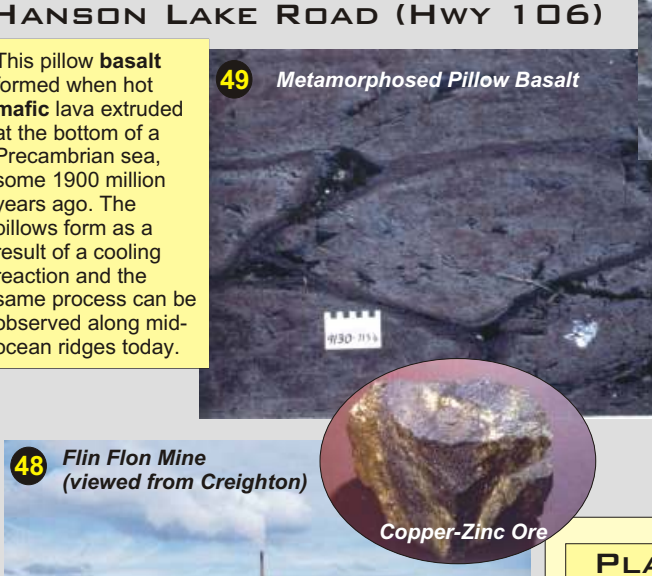 HANSON LAKE ROAD (HWY 106)
This pillow basalt
formed when hot
mafic lava extruded
at the bottom of a
Precambrian sea,
some 1900 million
years ago. The
pillows form as a
result of a cooling
reaction and the
same process can be
observed along mid-
ocean ridges today.
49 Metamorphosed Pillow Basalt
48 Flin Flon Mine
(viewed from Creighton)
Copper-Zinc Ore